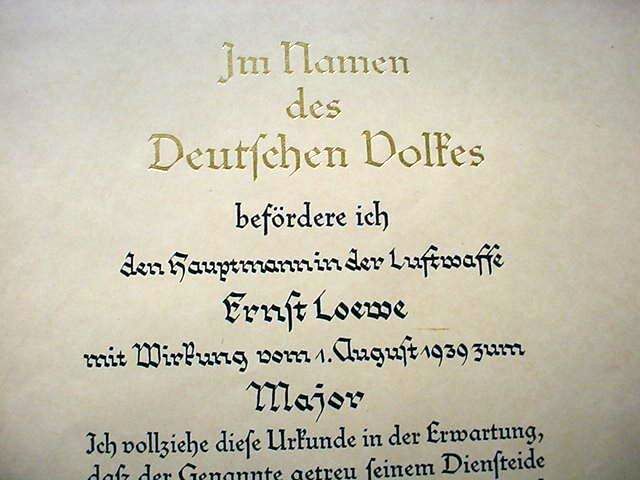 Im Namen
des
Deutſchen Volkes
befördere ich
den Hauptmann in der Luftwaffe
Ernſt Loewe
mit Wirkung vom 1. Auguſt 1939 zum
Major
Ich vollziehe dieſe Urkunde in der Erwartung,
daß der Genannte getreu ſeinem Dienſteide